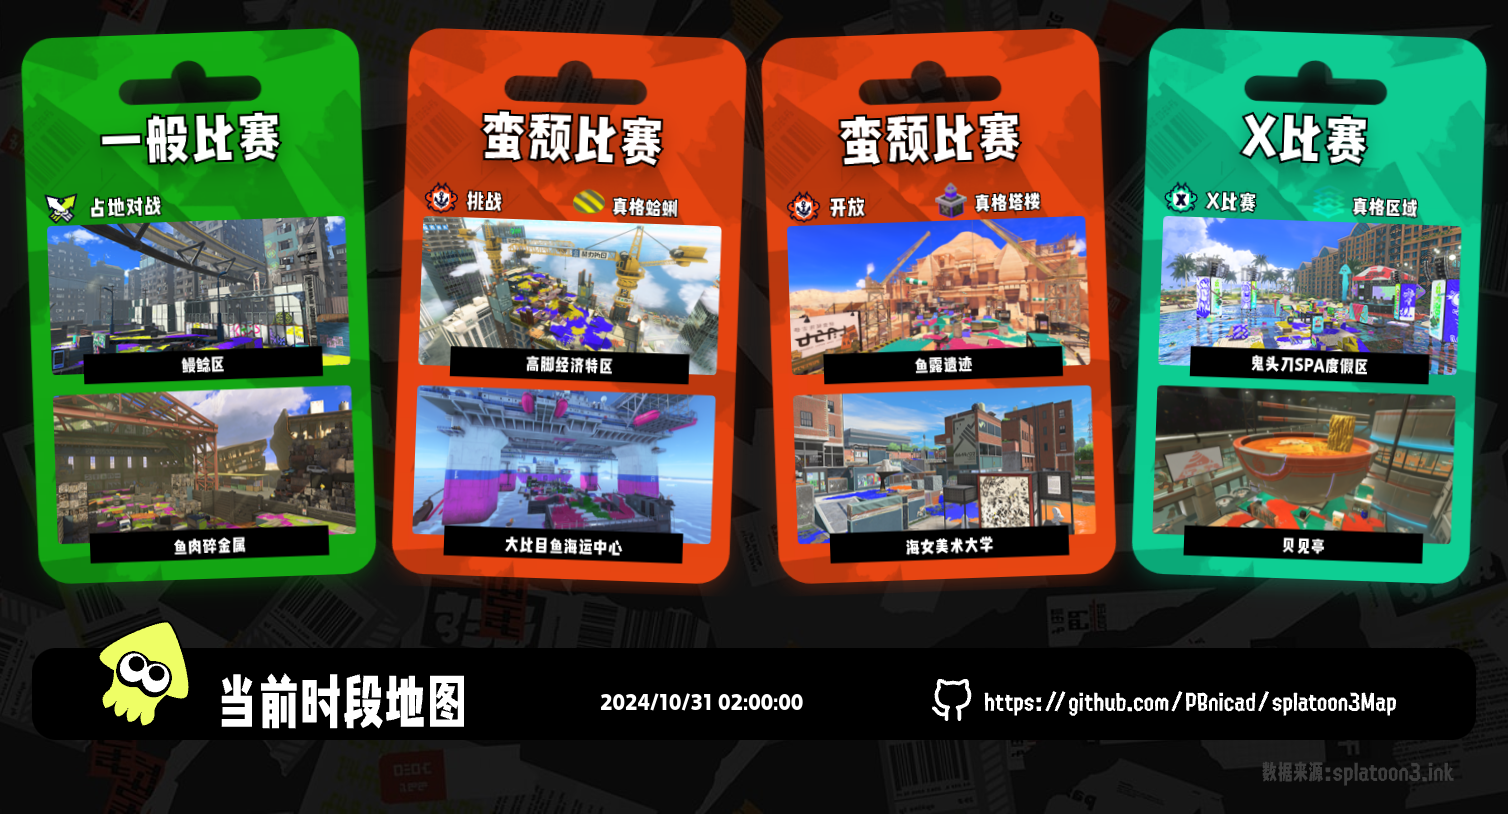 一般比赛
占地对战
鳗鲶区
鱼肉碎金属
蛮颓比赛
挑战
真格蛤蜊
高脚经济特区
大比目鱼海运中心
蛮颓比赛
开放
真格塔楼
鱼露遗迹
海女美术大学
X比赛
X比赛
真格区域
鬼头刀SPA度假区
贝见亭
当前时段地图
2024/10/31 02:00:00
https://github.com/PBnicad/splatoon3Map
数据来源:splatoon3.ink